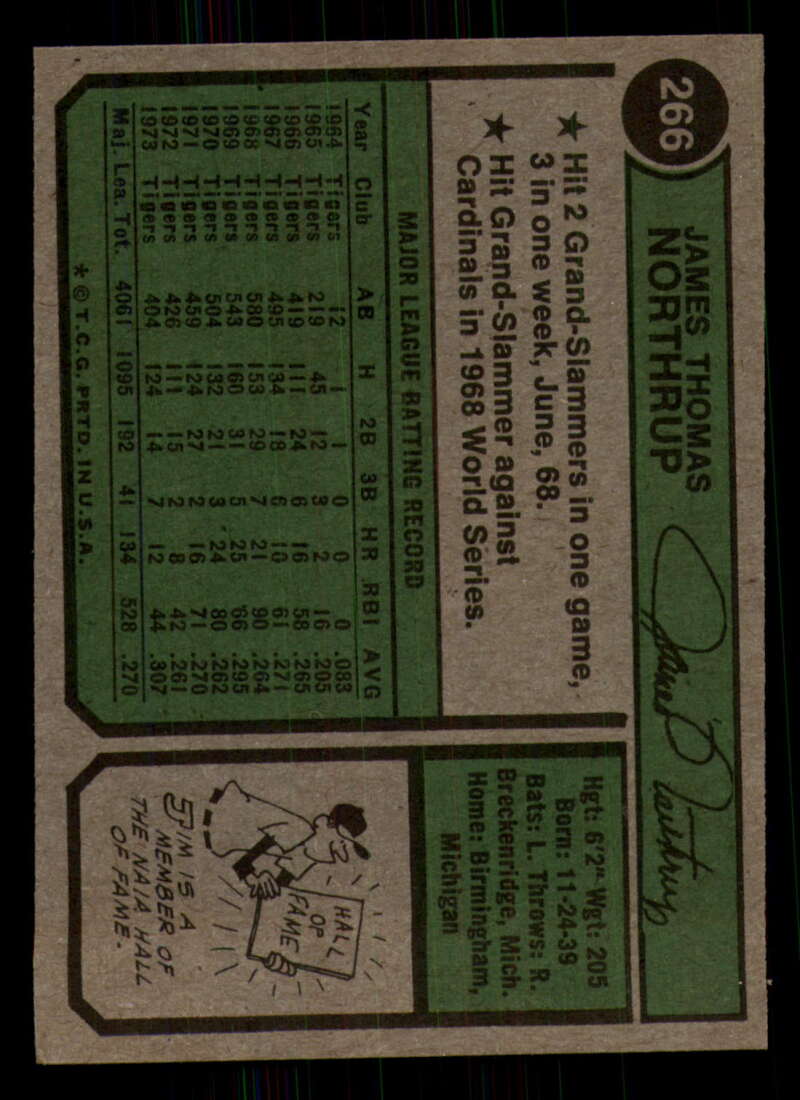 266
JAMES THOMAS
NORTHRUP
James T Northrup
★ Hit 2 Grand-Slammers in one game,
3 in one week, June, 68.
★ Hit Grand-Slammer against
Cardinals in 1968 World Series.
MAJOR LEAGUE BATTING RECORD
Year Club AB H 2B 3B HR RBI AVG
1964 Tigers 12 1 1 0 0 0 .083
1965 Tigers 219 45 12 3 2 16 .205
1966 Tigers 419 111 24 6 16 58 .265
1967 Tigers 495 134 18 6 10 61 .271
1968 Tigers 580 153 29 7 21 90 .264
1969 Tigers 543 160 31 5 25 66 .295
1970 Tigers 504 132 21 3 24 80 .262
1971 Tigers 459 124 27 2 16 71 .270
1972 Tigers 426 111 15 2 8 42 .261
1973 Tigers 404 124 14 7 12 44 .307
Maj. Lea. Tot. 4061 1095 192 41 134 528 .270
* © T.C.G. PRTD. IN U.S.A.
Hgt: 6'2" Wgt: 205
Born: 11-24-39
Bats: L. Throws: R.
Breckenridge, Mich.
Home: Birmingham,
Michigan
HALL
OF
FAME
JIM IS A
MEMBER OF
THE NAIA HALL
OF FAME.